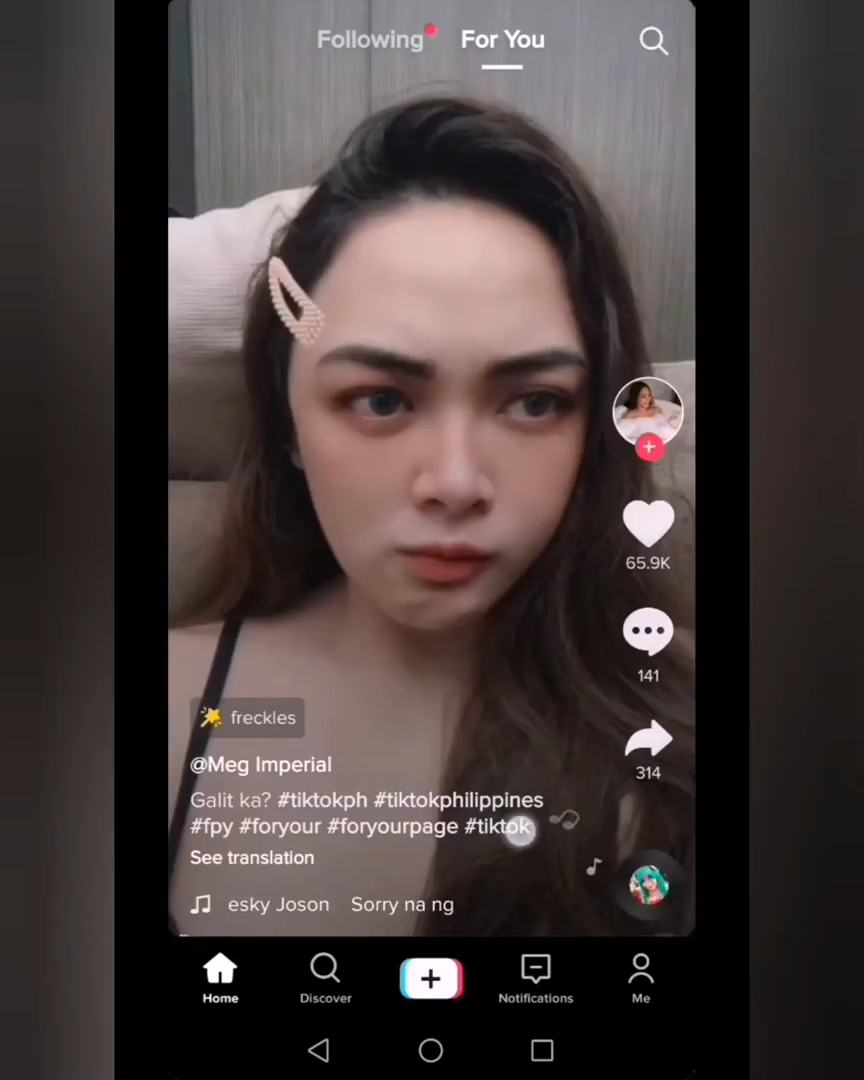 Following For You
65.9K
141
freckles
@Meg Imperial
314
Galit ka? #tiktokph #tiktokphilippines
#fpy #foryour #foryourpage #tiktok
See translation
esky Joson Sorry na ng
Home Discover Notifications Me